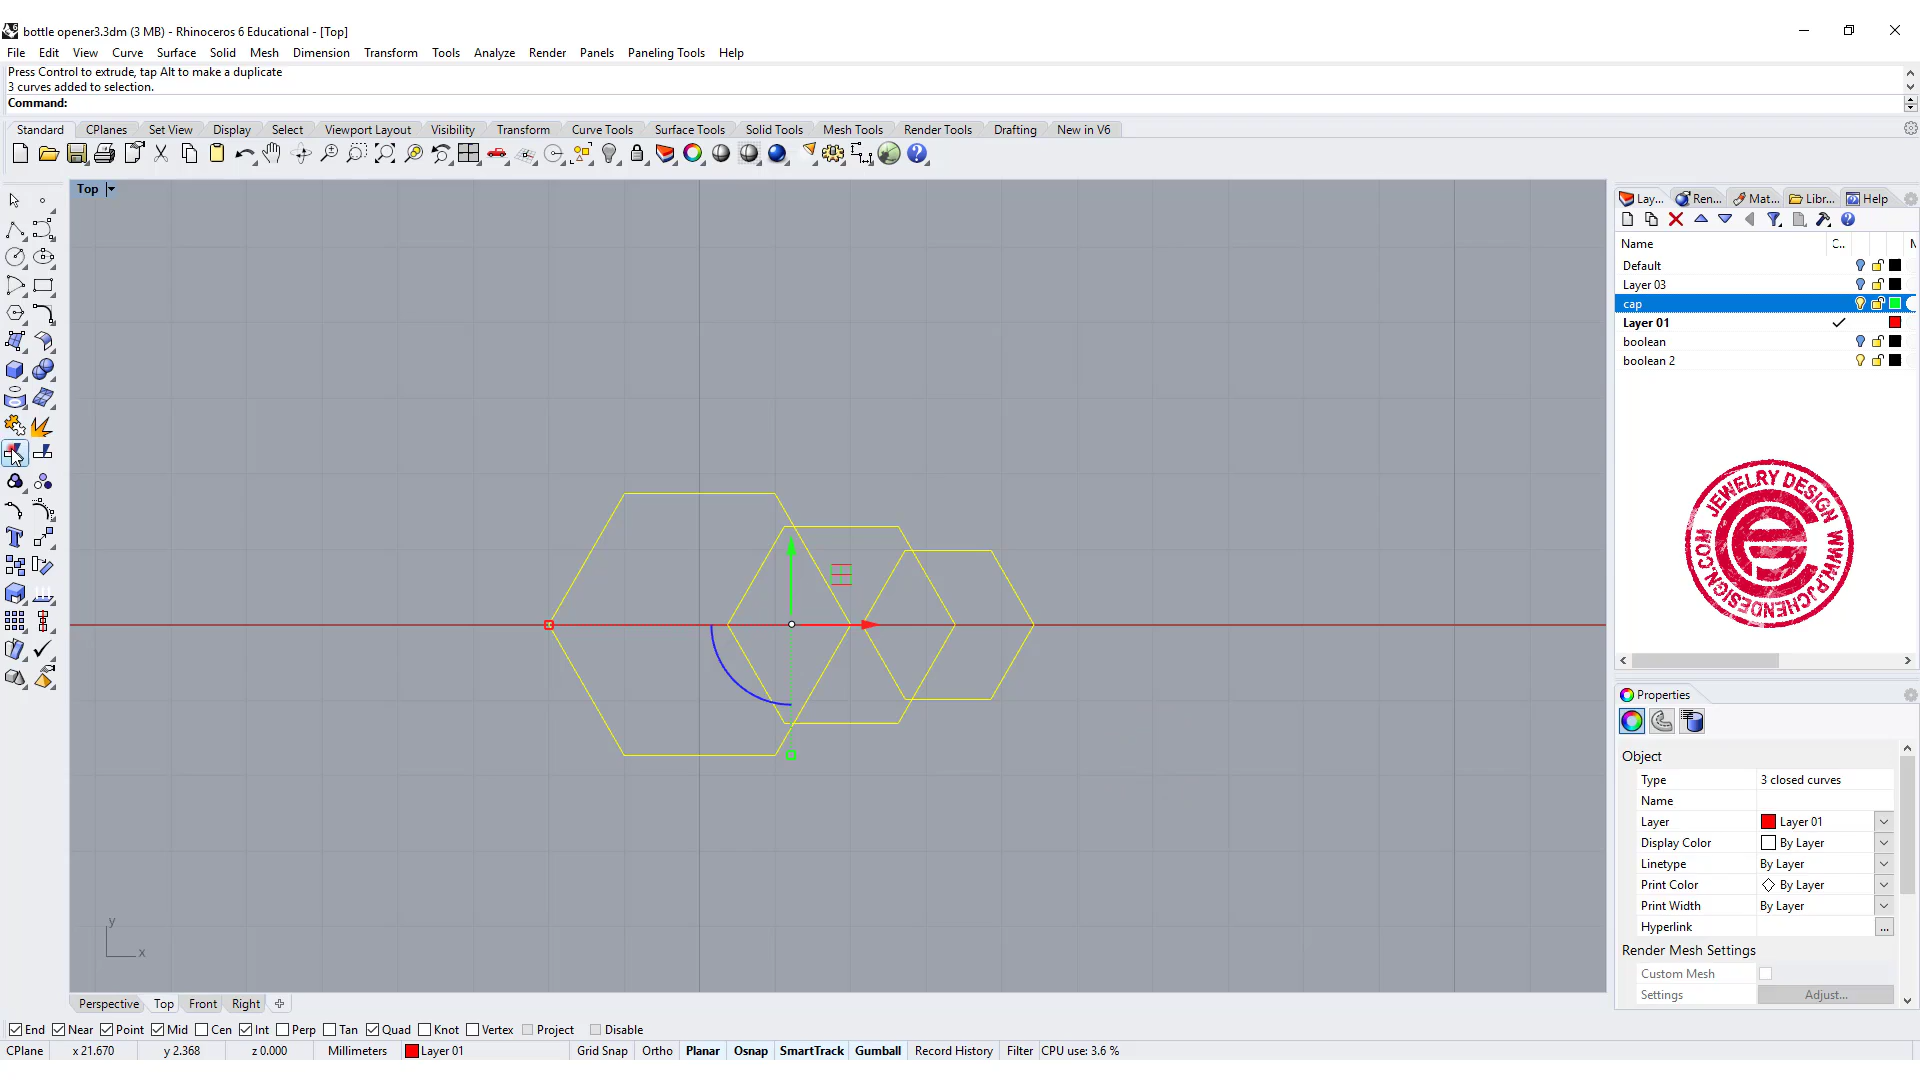 bottle opener3.3dm (3 MB) - Rhinoceros 6 Educational - [Top]
File Edit View Curve Surface Solid Mesh Dimension Transform Tools Analyze Render Panels Paneling Tools Help
Press Control to extrude, tap Alt to make a duplicate
3 curves added to selection.
Command:
Standard CPlanes Set View Display Select Viewport Layout Visibility Transform Curve Tools Surface Tools Solid Tools Mesh Tools Render Tools Drafting New in V6
Top
Lay... Ren... Mat... Libr... Help
Name C..
Default
Layer 03
cap
Layer 01
boolean
boolean 2
JEWELRY DESIGN WWW.PJCHENDESIGN.COM
Properties
Object
Type 3 closed curves
Name
Layer Layer 01
Display Color By Layer
Linetype By Layer
Print Color By Layer
Print Width By Layer
Hyperlink ...
Render Mesh Settings
Custom Mesh
Settings Adjust...
y
x
Perspective Top Front Right
End Near Point Mid Cen Int Perp Tan Quad Knot Vertex Project Disable
CPlane x 21.670 y 2.368 z 0.000 Millimeters Layer 01 Grid Snap Ortho Planar Osnap SmartTrack Gumball Record History Filter CPU use: 3.6 %